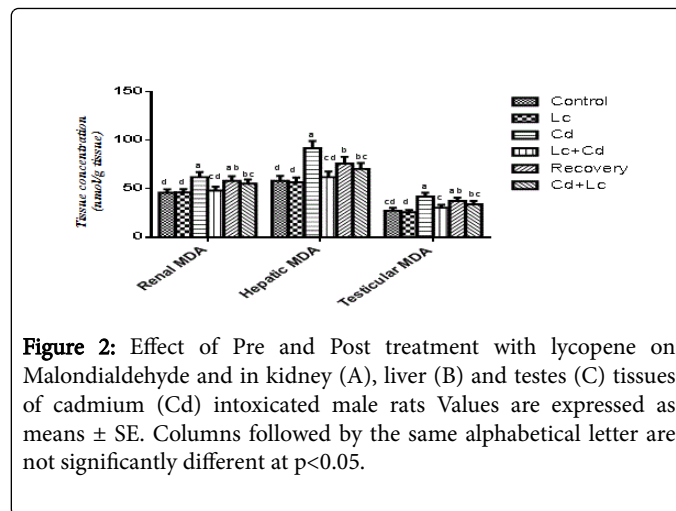 150
100
50
0
Tissue concentration
(nmol/g tissue)
d d a cd ab bc
d d a cd b bc
cd d a c ab bc
Renal MDA
Hepatic MDA
Testicular MDA
Control
Lc
Cd
Lc+Cd
Recovery
Cd+Lc
Figure 2: Effect of Pre and Post treatment with lycopene on
Malondialdehyde and in kidney (A), liver (B) and testes (C) tissues
of cadmium (Cd) intoxicated male rats Values are expressed as
means ± SE. Columns followed by the same alphabetical letter are
not significantly different at p<0.05.